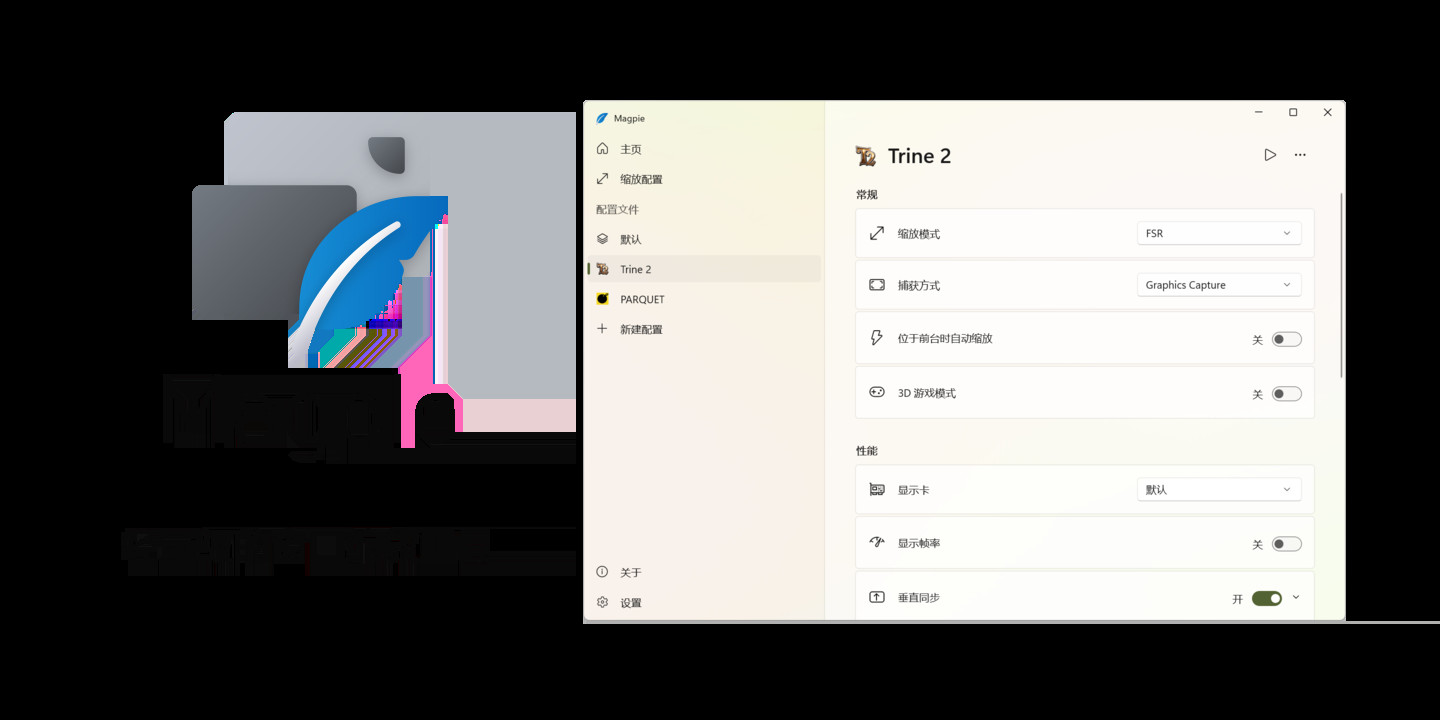 Magpie
主页
缩放配置
配置文件
默认
Trine 2
PARQUET
新建配置
关于
设置
Trine 2
常规
缩放模式 FSR
捕获方式 Graphics Capture
位于前台时自动缩放 关
3D 游戏模式 关
性能
显示卡 默认
显示帧率 关
垂直同步 开